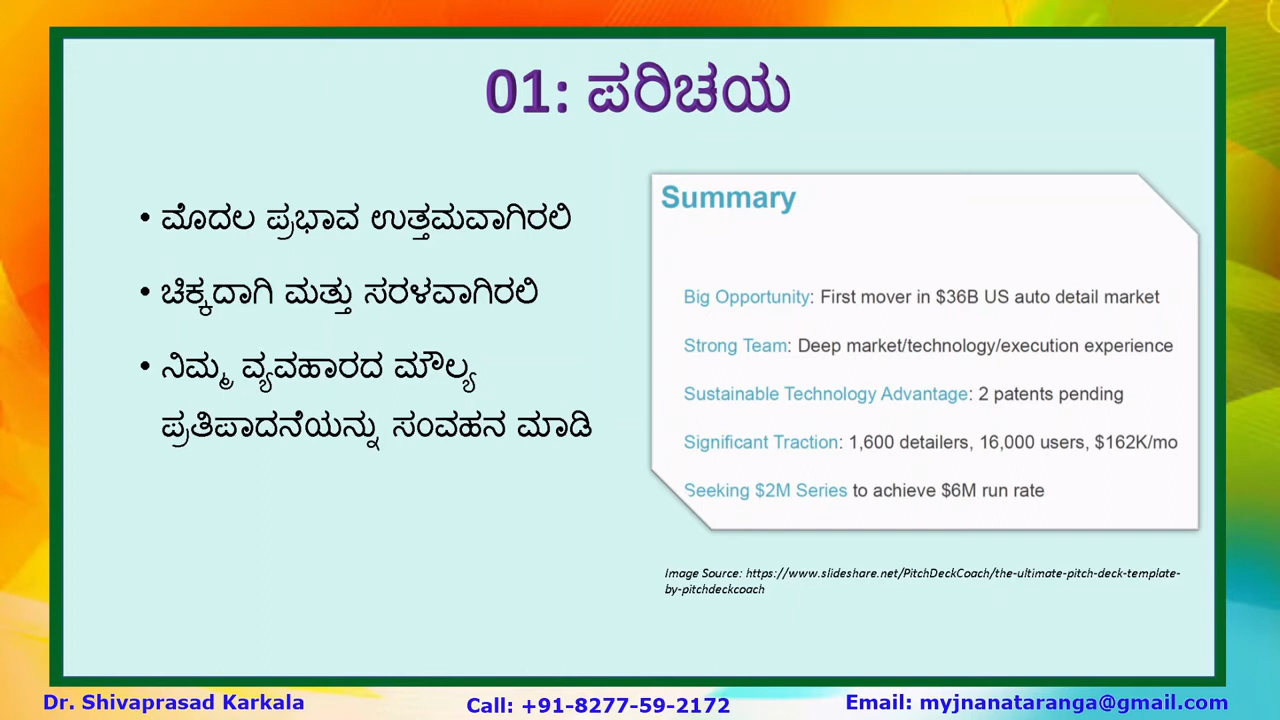 01: ಪರಿಚಯ
• ಮೊದಲ ಪ್ರಭಾವ ಉತ್ತಮವಾಗಿರಲಿ
• ಚಿಕ್ಕದಾಗಿ ಮತ್ತು ಸರಳವಾಗಿರಲಿ
• ನಿಮ್ಮ ವ್ಯವಹಾರದ ಮೌಲ್ಯ
ಪ್ರತಿಪಾದನೆಯನ್ನು ಸಂವಹನ ಮಾಡಿ
Summary
Big Opportunity: First mover in $36B US auto detail market
Strong Team: Deep market/technology/execution experience
Sustainable Technology Advantage: 2 patents pending
Significant Traction: 1,600 detailers, 16,000 users, $162K/mo
Seeking $2M Series to achieve $6M run rate
Image Source: https://www.slideshare.net/PitchDeckCoach/the-ultimate-pitch-deck-template-
by-pitchdeckcoach
Dr. Shivaprasad Karkala
Call: +91-8277-59-2172
Email: myjnanataranga@gmail.com